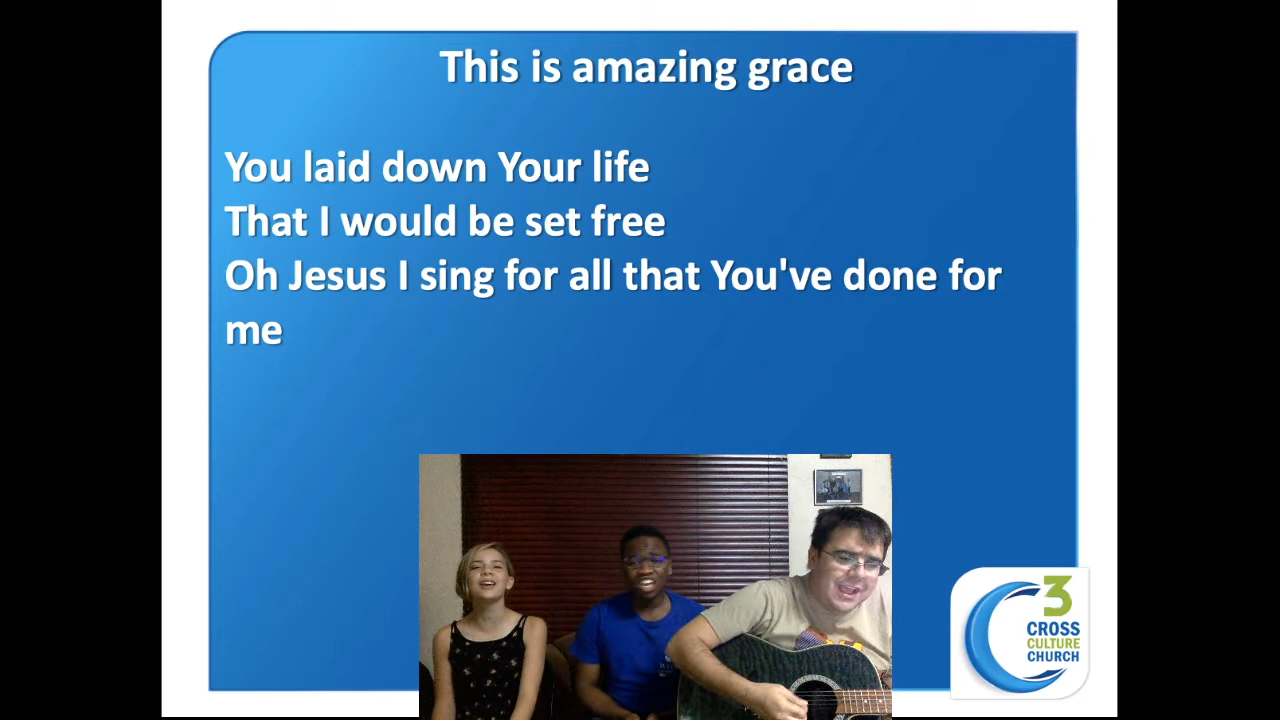 This is amazing grace
You laid down Your life
That I would be set free
Oh Jesus I sing for all that You've done for
me
3
CROSS
CULTURE
CHURCH